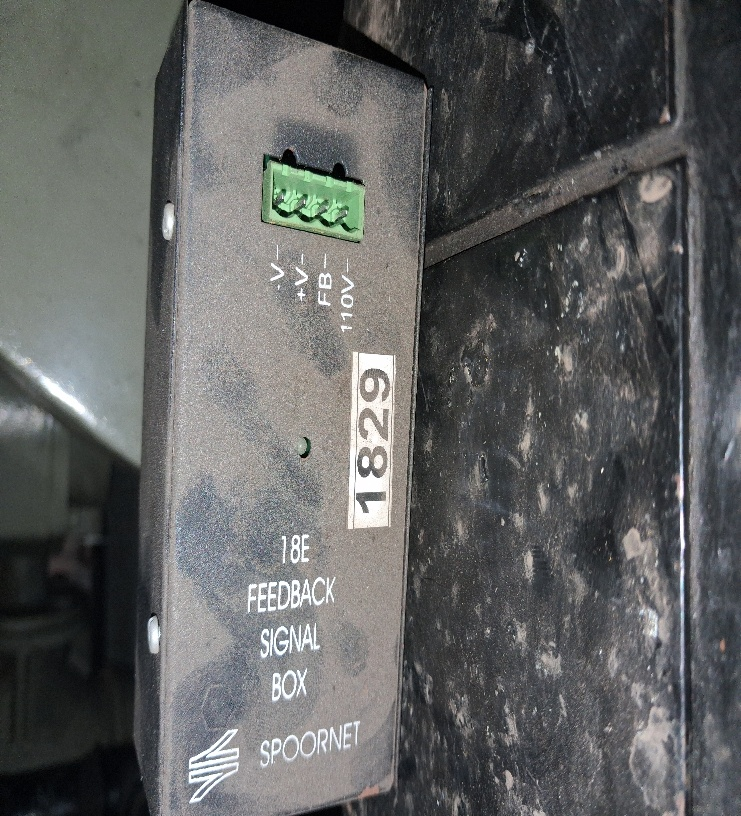 -V
+V
FB
110V
1829
18E
FEEDBACK
SIGNAL
BOX
SPOORNET